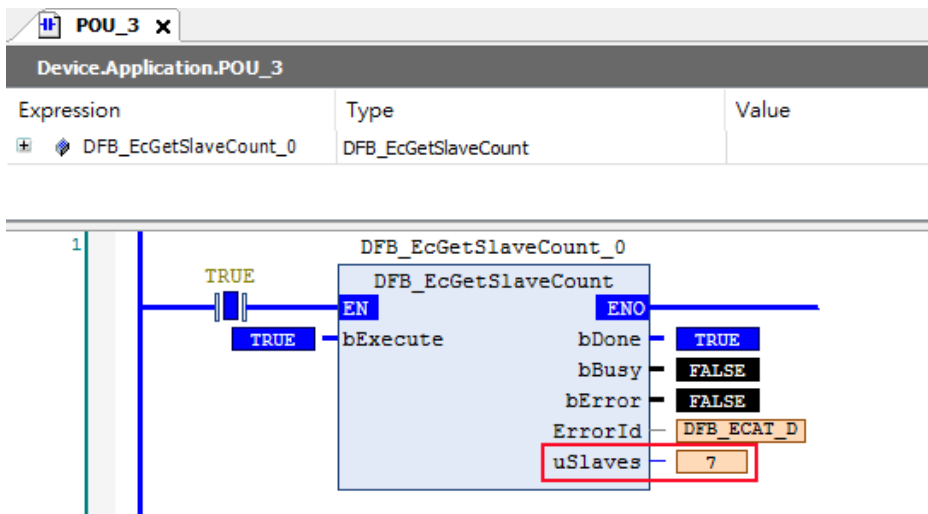 POU_3 X
Device.Application.POU_3
Expression Type Value
DFB_EcGetSlaveCount_0 DFB_EcGetSlaveCount
1 DFB_EcGetSlaveCount_0
TRUE DFB_EcGetSlaveCount
EN ENO
TRUE bExecute bDone TRUE
bBusy FALSE
bError FALSE
ErrorId DFB_ECAT_D
uSlaves 7